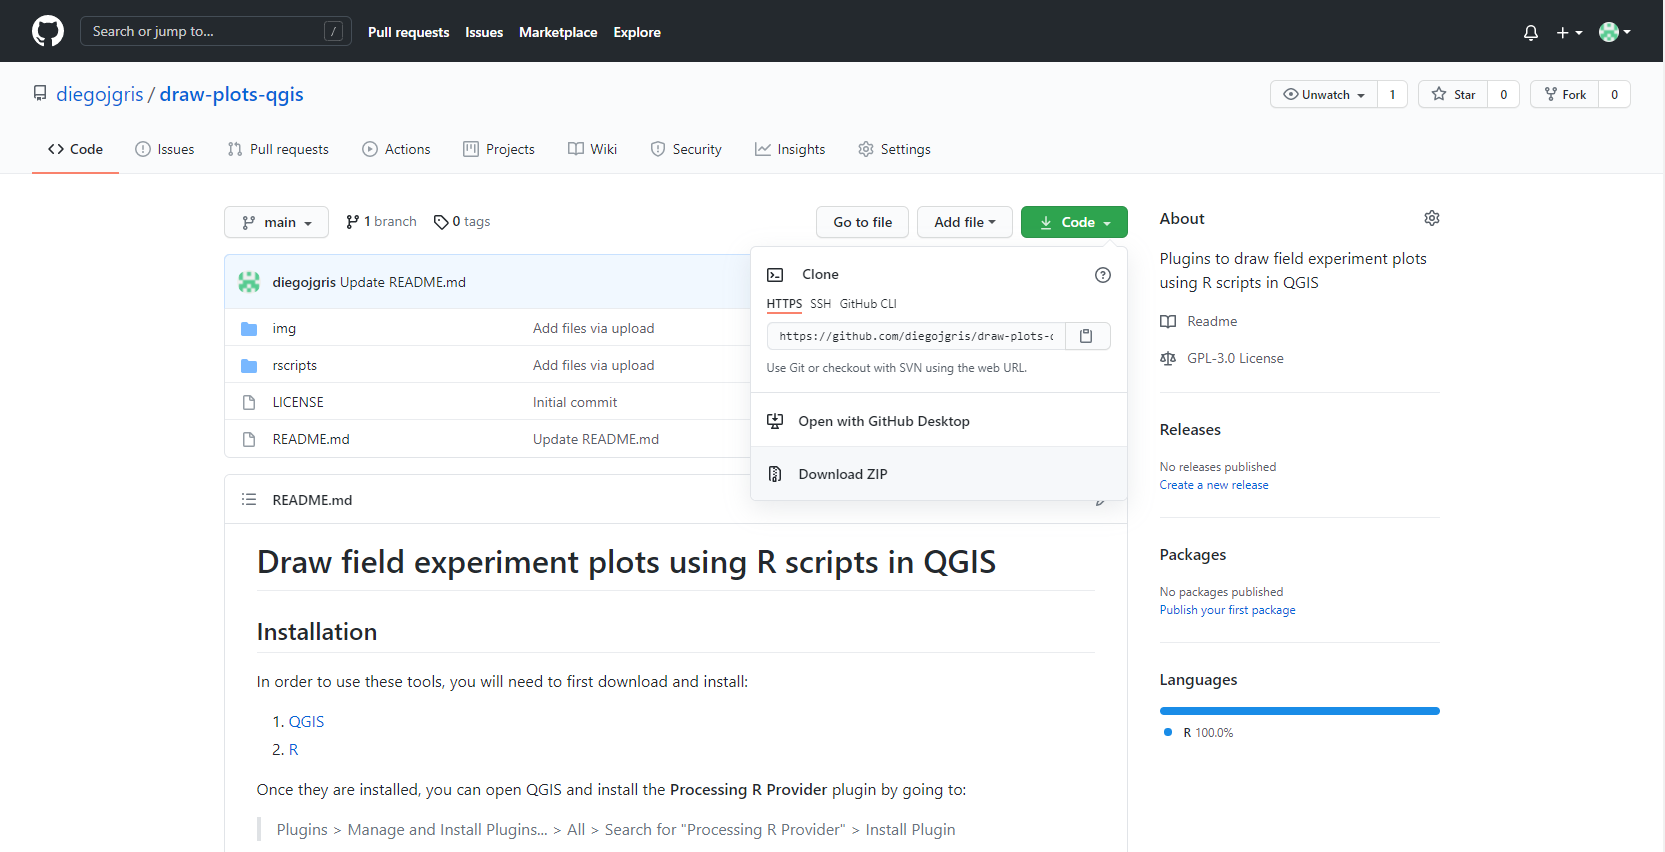 Search or jump to... /
Pull requests Issues Marketplace Explore
diegojgris / draw-plots-qgis
Unwatch 1 Star 0 Fork 0
Code Issues Pull requests Actions Projects Wiki Security Insights Settings
main 1 branch 0 tags
Go to file Add file Code
Clone
HTTPS SSH GitHub CLI
https://github.com/diegojgris/draw-plots-
Use Git or checkout with SVN using the web URL.
Open with GitHub Desktop
Download ZIP
diegojgris Update README.md
img Add files via upload
rscripts Add files via upload
LICENSE Initial commit
README.md Update README.md
README.md
Draw field experiment plots using R scripts in QGIS
Installation
In order to use these tools, you will need to first download and install:
1. QGIS
2. R
Once they are installed, you can open QGIS and install the Processing R Provider plugin by going to:
Plugins > Manage and Install Plugins... > All > Search for "Processing R Provider" > Install Plugin
About
Plugins to draw field experiment plots
using R scripts in QGIS
Readme
GPL-3.0 License
Releases
No releases published
Create a new release
Packages
No packages published
Publish your first package
Languages
R 100.0%